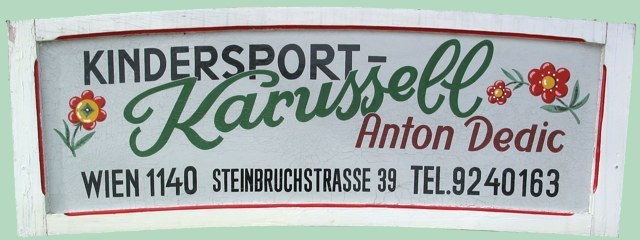 KINDERSPORT-
Karussell
Anton Dedic
WIEN 1140 STEINBRUCHSTRASSE 39 TEL.9240163